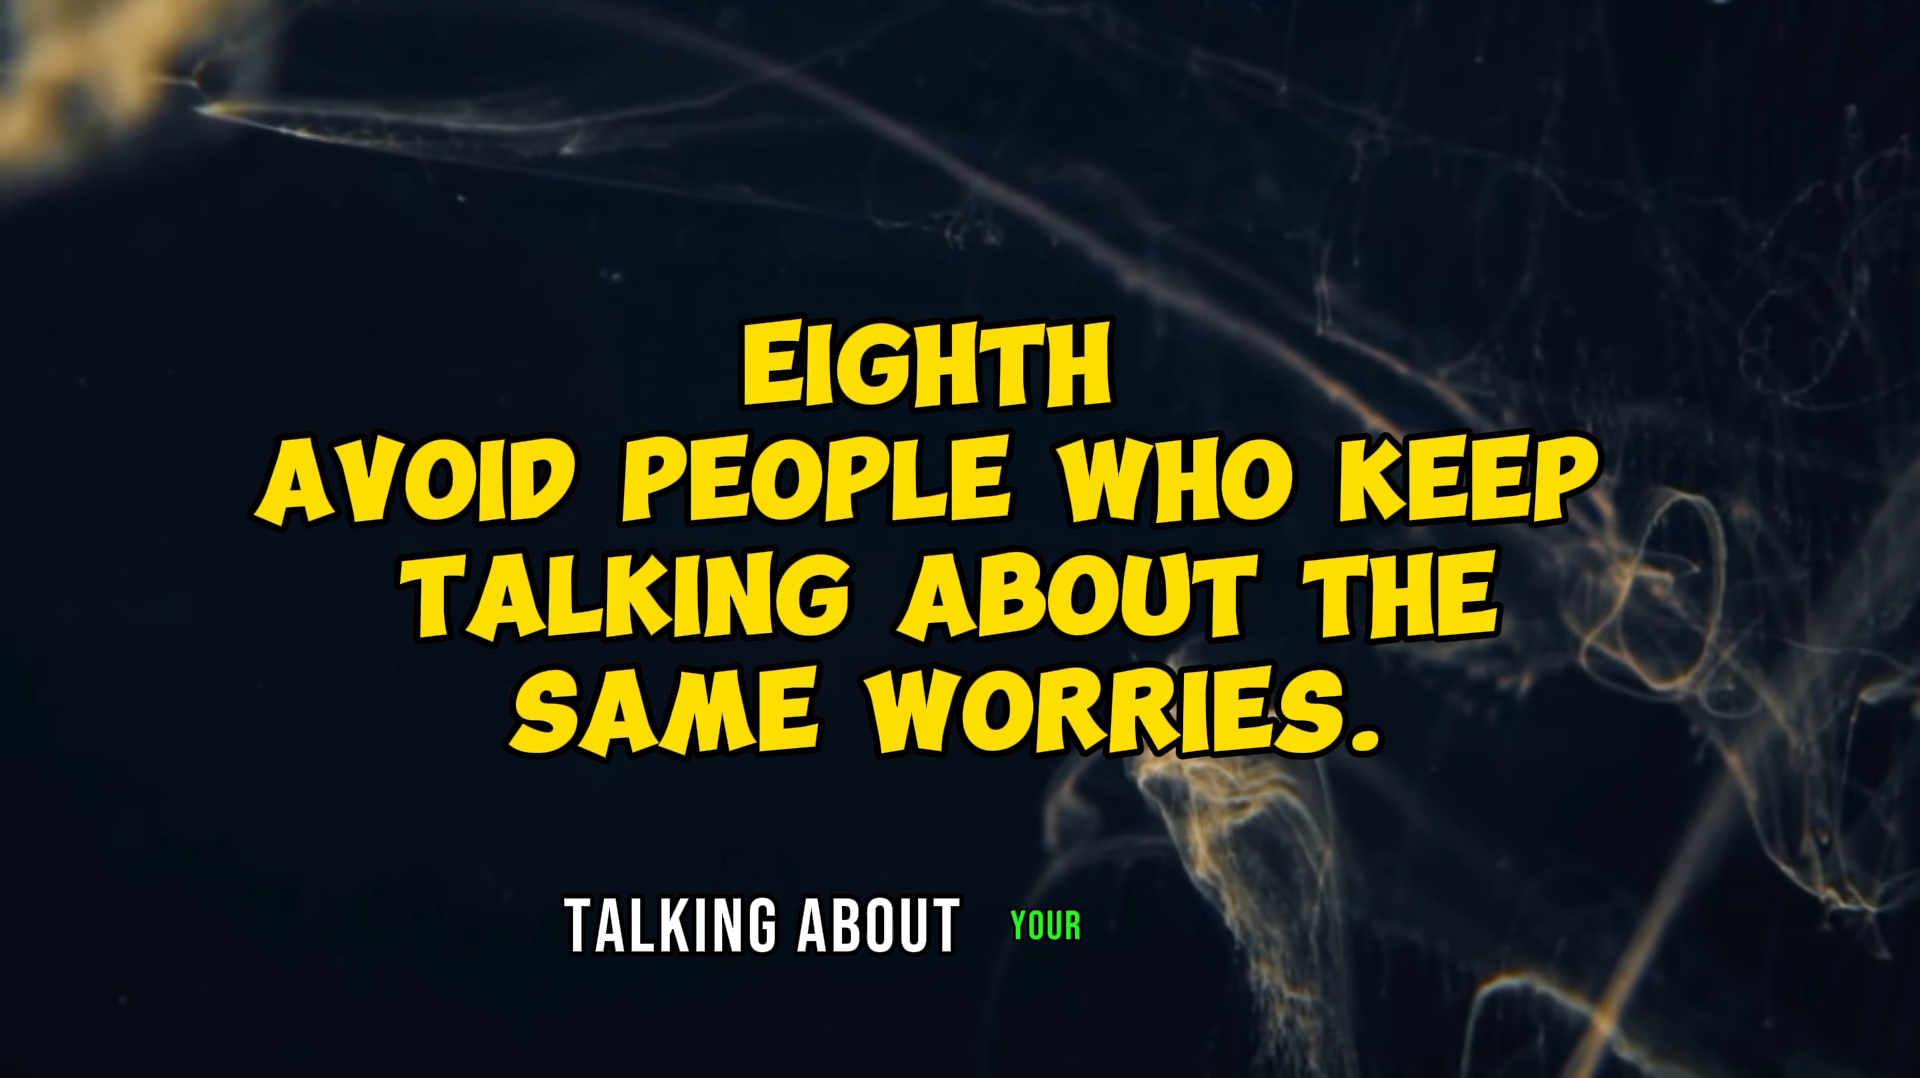 EIGHTH
AVOID PEOPLE WHO KEEP
TALKING ABOUT THE
SAME WORRIES.
TALKING ABOUT YOUR